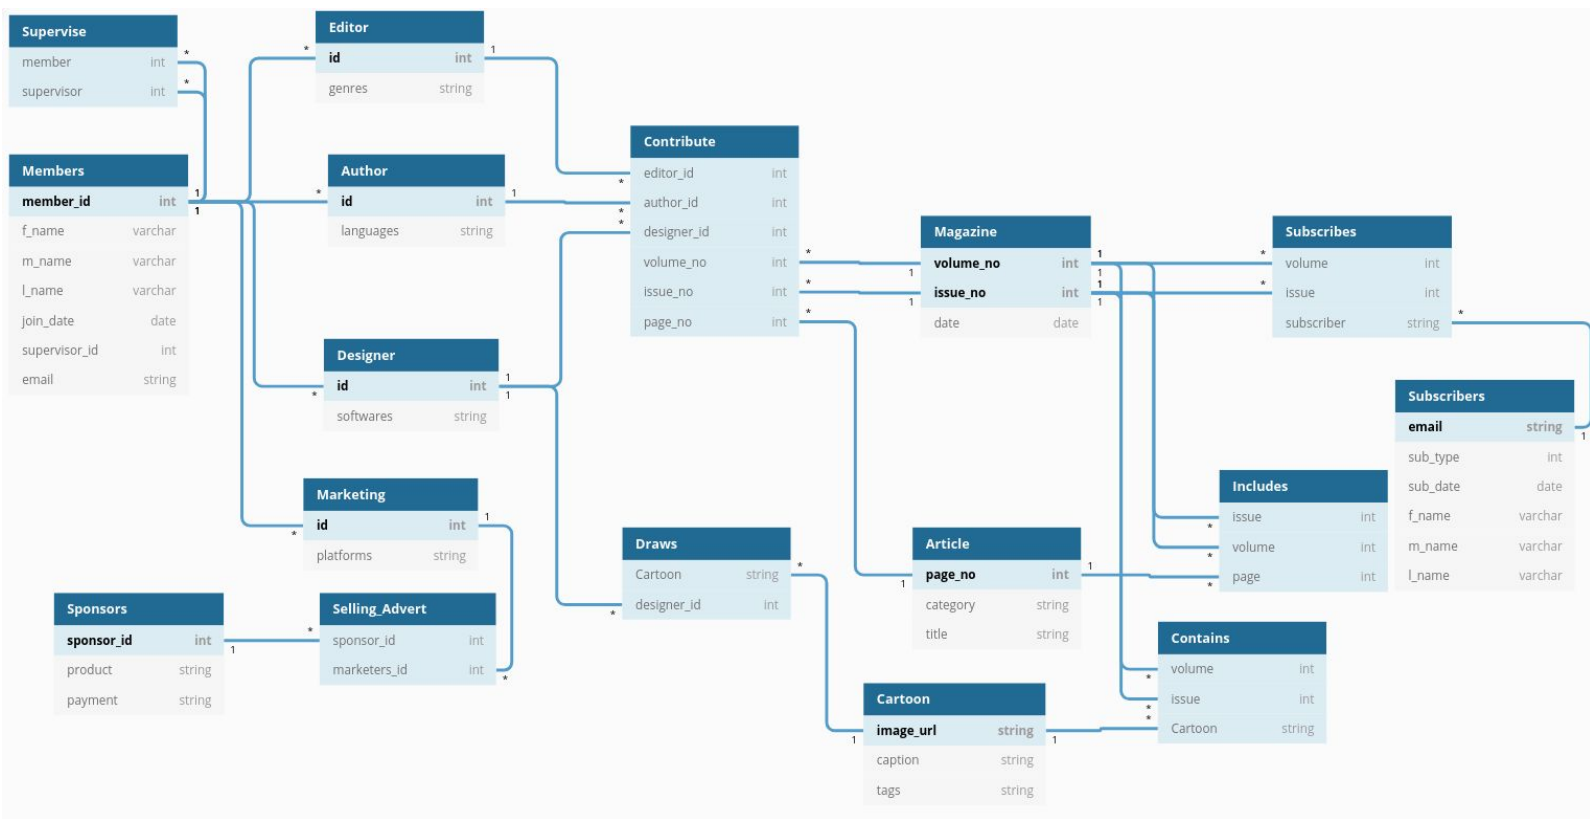 Supervise
member int
supervisor int
Members
member_id int
f_name varchar
m_name varchar
l_name varchar
join_date date
supervisor_id int
email string
Editor
id int
genres string
Author
id int
languages string
Designer
id int
softwares string
Marketing
id int
platforms string
Sponsors
sponsor_id int
product string
payment string
Selling_Advert
sponsor_id int
marketers_id int
Contribute
editor_id int
author_id int
designer_id int
volume_no int
issue_no int
page_no int
Draws
Cartoon string
designer_id int
Magazine
volume_no int
issue_no int
date date
Article
page_no int
category string
title string
Cartoon
image_url string
caption string
tags string
Subscribes
volume int
issue int
subscriber string
Subscribers
email string
sub_type int
sub_date date
f_name varchar
m_name varchar
l_name varchar
Includes
issue int
volume int
page int
Contains
volume int
issue int
Cartoon string